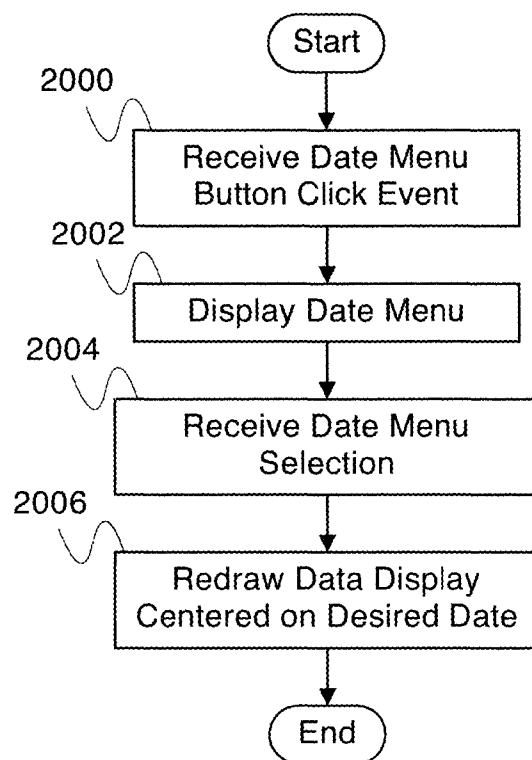 Start
2000
Receive Date Menu
Button Click Event
2002
Display Date Menu
2004
Receive Date Menu
Selection
2006
Redraw Data Display
Centered on Desired Date
End